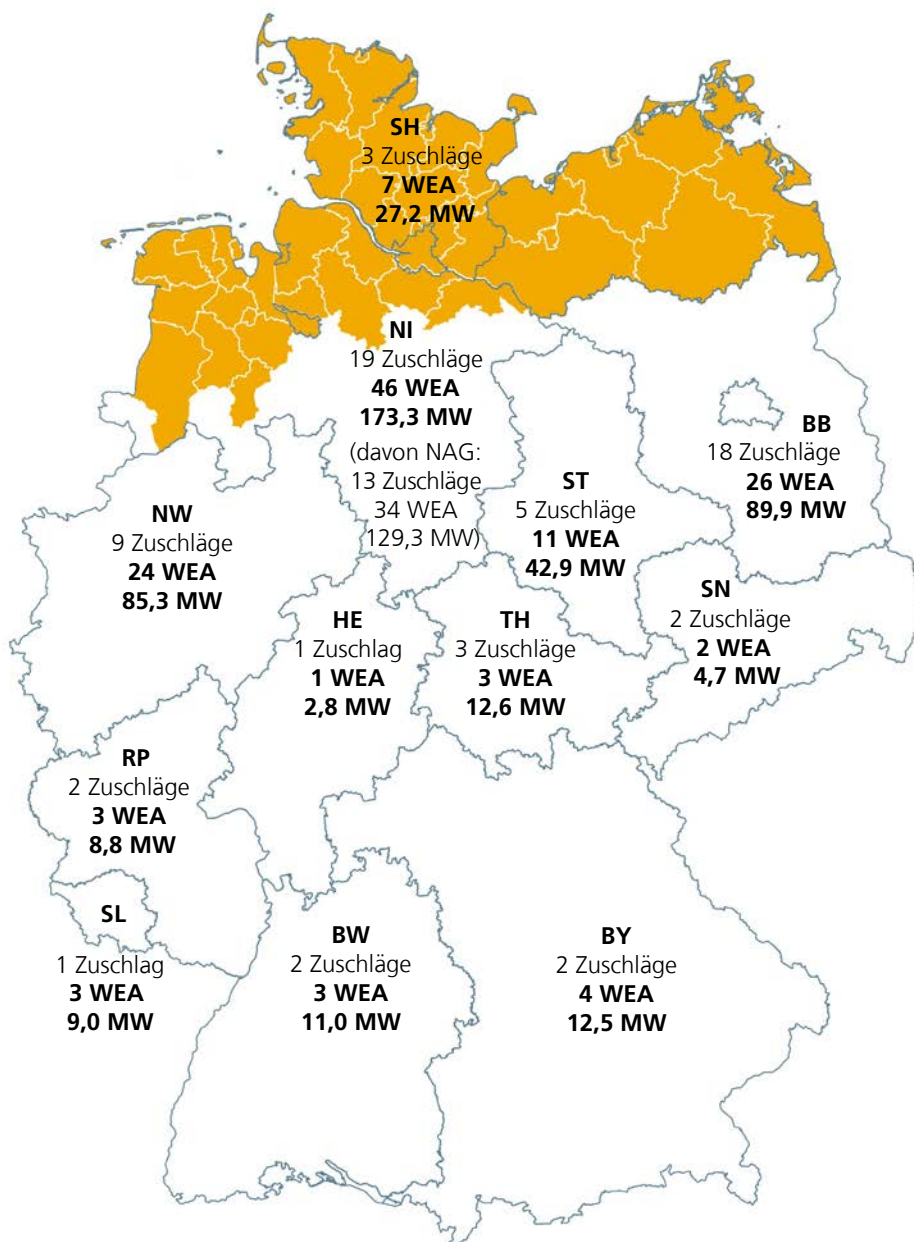 SH
3 Zuschläge
7 WEA
27,2 MW
NI
19 Zuschläge
46 WEA
173,3 MW
(davon NAG:
13 Zuschläge
34 WEA
129,3 MW)
BB
18 Zuschläge
26 WEA
89,9 MW
ST
5 Zuschläge
11 WEA
42,9 MW
NW
9 Zuschläge
24 WEA
85,3 MW
SN
2 Zuschläge
2 WEA
4,7 MW
HE
1 Zuschlag
1 WEA
2,8 MW
TH
3 Zuschläge
3 WEA
12,6 MW
RP
2 Zuschläge
3 WEA
8,8 MW
SL
1 Zuschlag
3 WEA
9,0 MW
BW
2 Zuschläge
3 WEA
11,0 MW
BY
2 Zuschläge
4 WEA
12,5 MW